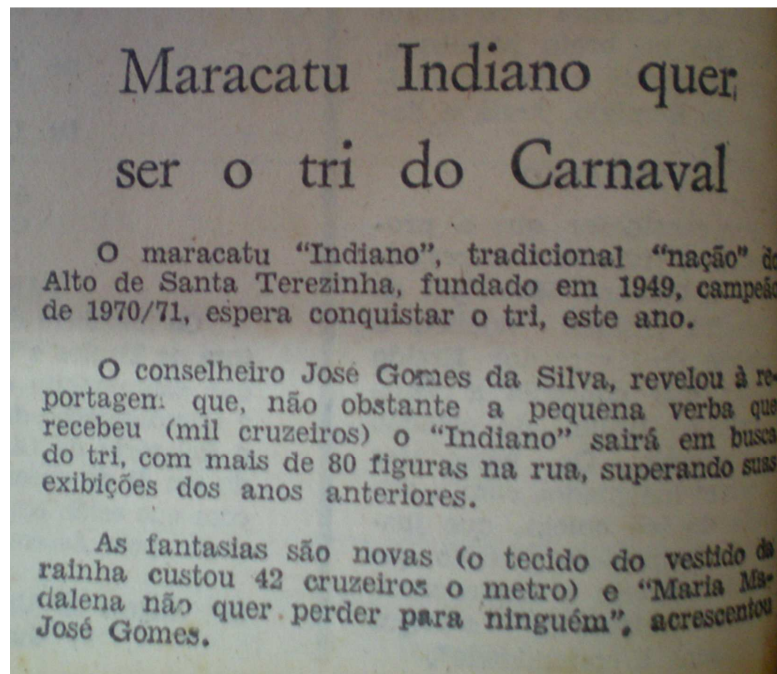 Maracatu Indiano quer
ser o tri do Carnaval
O maracatu "Indiano", tradicional "nação" do
Alto de Santa Terezinha, fundado em 1949, campeão
de 1970/71, espera conquistar o tri, este ano.
O conselheiro José Gomes da Silva, revelou à re-
portagem que, não obstante a pequena verba que
recebeu (mil cruzeiros) o "Indiano" sairá em busca
do tri, com mais de 80 figuras na rua, superando suas
exibições dos anos anteriores.
As fantasias são novas (o tecido do vestido da
rainha custou 42 cruzeiros o metro) e "Maria Ma-
dalena não quer perder para ninguém", acrescentou
José Gomes.